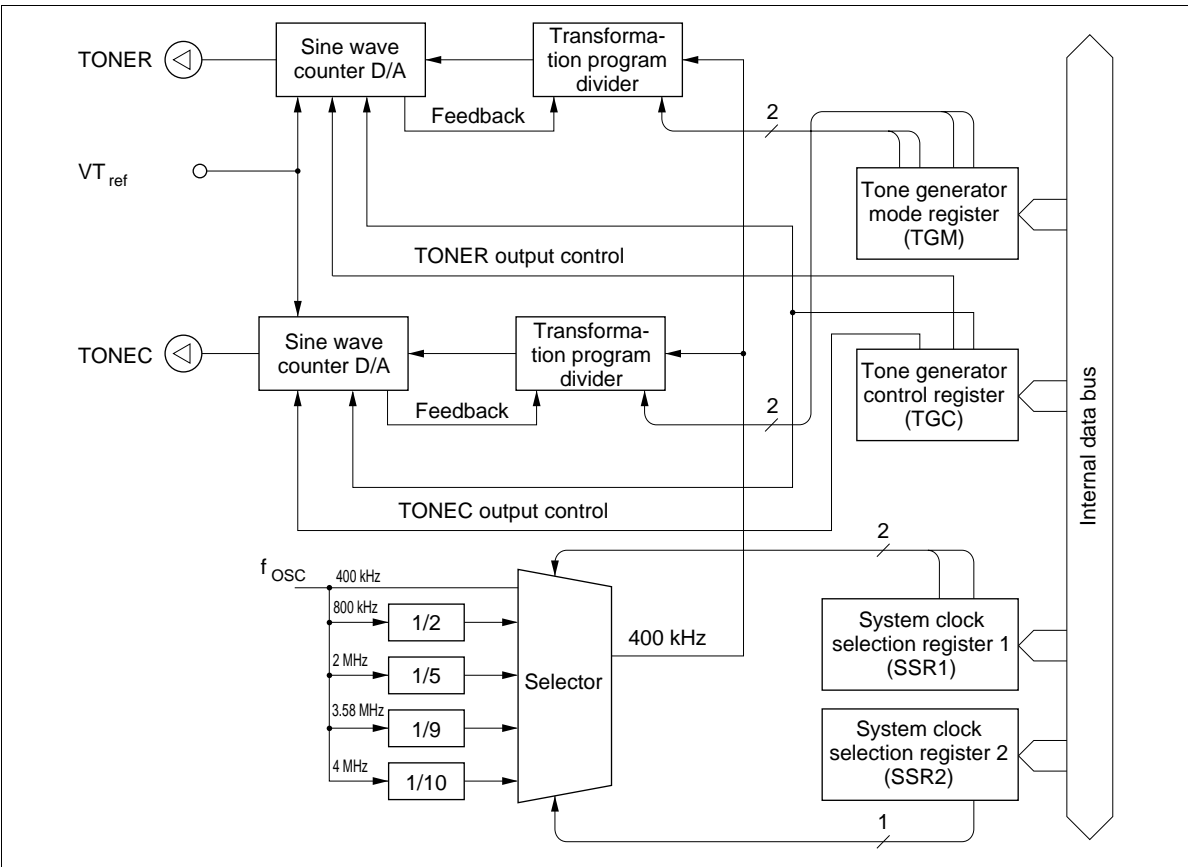 TONER
Sine wave
counter D/A
Transforma-
tion program
divider
Feedback
2
VT ref
Tone generator
mode register
(TGM)
TONER output control
TONEC
Sine wave
counter D/A
Transforma-
tion program
divider
Feedback
2
Tone generator
control register
(TGC)
TONEC output control
Internal data bus
f OSC
400 kHz
800 kHz
1/2
2 MHz
1/5
3.58 MHz
1/9
4 MHz
1/10
Selector
400 kHz
2
System clock
selection register 1
(SSR1)
System clock
selection register 2
(SSR2)
1